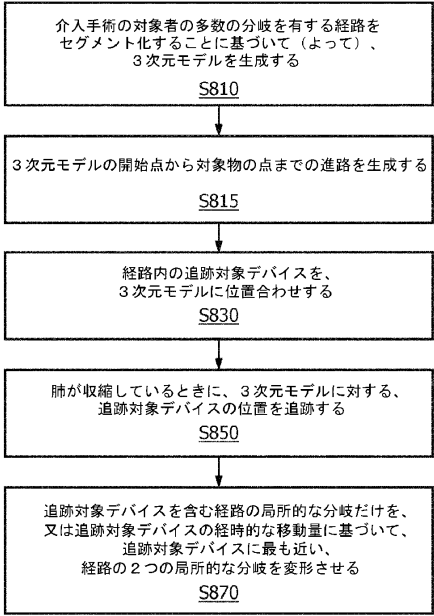 介入手術の対象者の多数の分岐を有する経路を
セグメント化することに基づいて（よって）、
３次元モデルを生成する
S810
３次元モデルの開始点から対象物の点までの進路を生成する
S815
経路内の追跡対象デバイスを、
３次元モデルに位置合わせする
S830
肺が収縮しているときに、３次元モデルに対する、
追跡対象デバイスの位置を追跡する
S850
追跡対象デバイスを含む経路の局所的な分岐だけを、
又は追跡対象デバイスの経時的な移動量に基づいて、
追跡対象デバイスに最も近い、
経路の２つの局所的な分岐を変形させる
S870